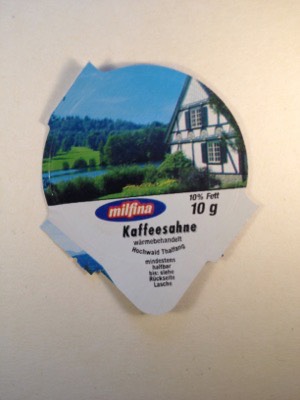 milfina
10% Fett
10 g
Kaffeesahne
wärmebehandelt
Hochwald Thalfang
mindestens
haltbar
bis: siehe
Rückseite
Lasche